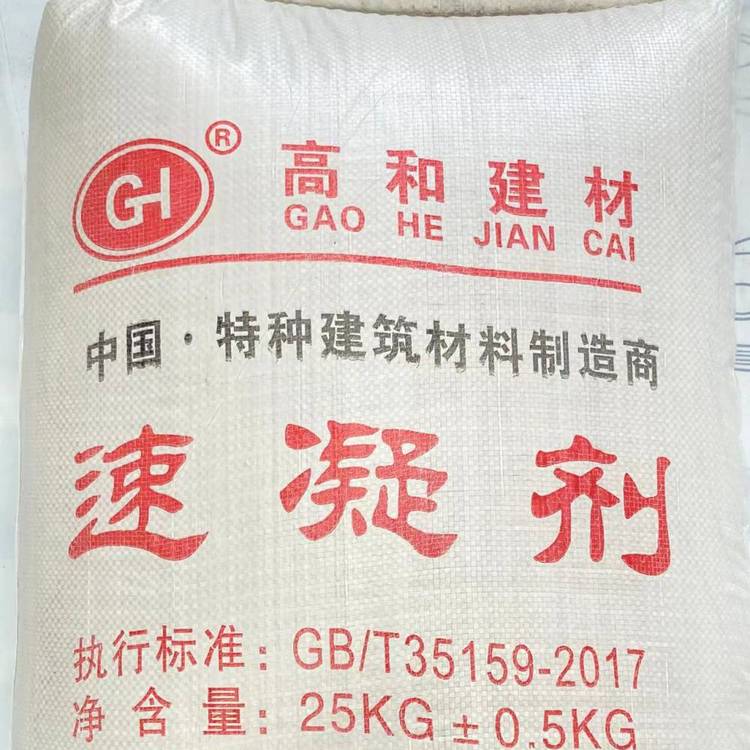 GH ® 高和建材
GAO HE JIAN CAI
中国·特种建筑材料制造商
速凝剂
执行标准：GB/T35159-2017
净含量：25KG±0.5KG